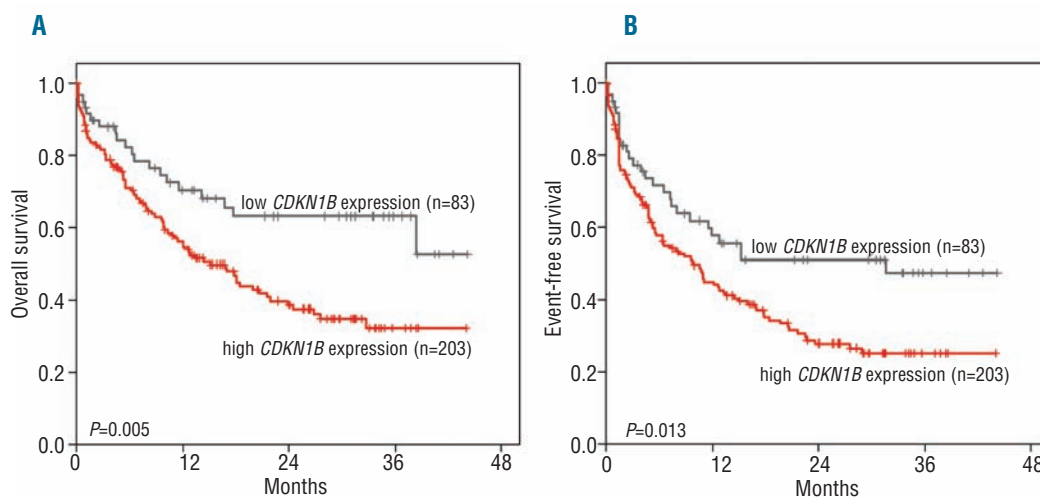 A
Overall survival
1.0
0.8
0.6
0.4
0.2
0.0
low CDKN1B expression (n=83)
high CDKN1B expression (n=203)
P=0.005
0 12 24 36 48
Months
B
Event-free survival
1.0
0.8
0.6
0.4
0.2
0.0
low CDKN1B expression (n=83)
high CDKN1B expression (n=203)
P=0.013
0 12 24 36 48
Months